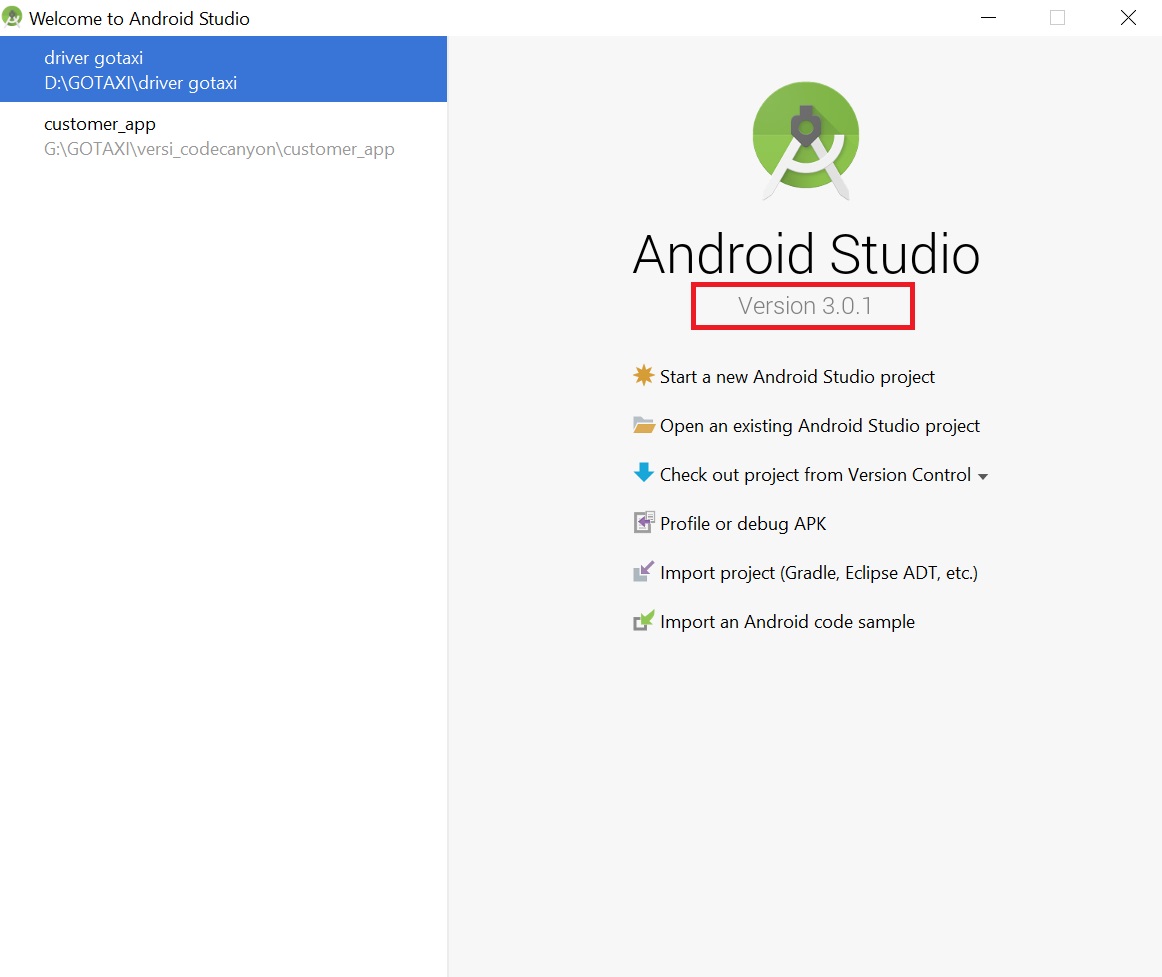 Welcome to Android Studio
driver gotaxi
D:\GOTAXI\driver gotaxi
customer_app
G:\GOTAXI\versi_codecanyon\customer_app
Android Studio
Version 3.0.1
Start a new Android Studio project
Open an existing Android Studio project
Check out project from Version Control
Profile or debug APK
Import project (Gradle, Eclipse ADT, etc.)
Import an Android code sample